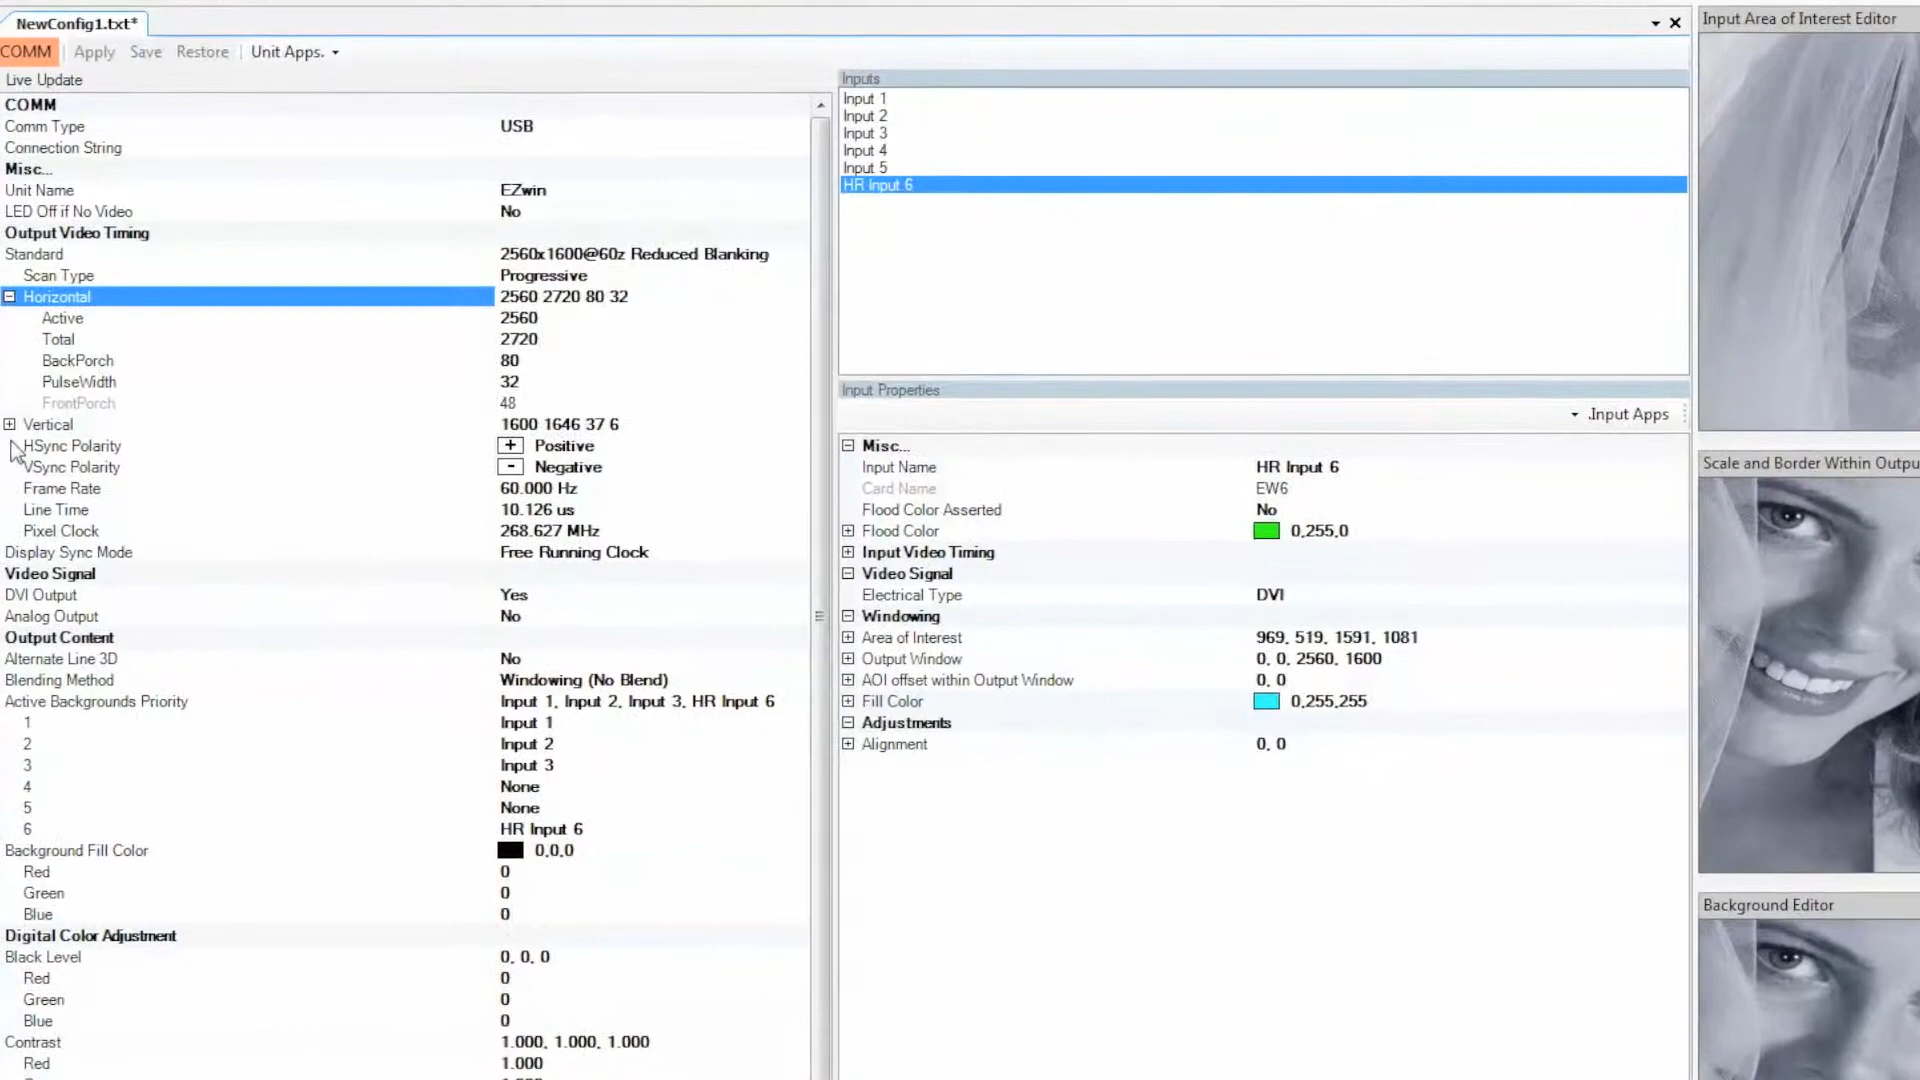 NewConfig1.txt*
COMM Apply Save Restore Unit Apps.
Live Update
COMM
Comm Type USB
Connection String
Misc...
Unit Name EZwin
LED Off if No Video No
Output Video Timing
Standard 2560x1600@60z Reduced Blanking
Scan Type Progressive
Horizontal 2560 2720 80 32
Active 2560
Total 2720
BackPorch 80
PulseWidth 32
FrontPorch 48
Vertical 1600 1646 37 6
HSync Polarity + Positive
VSync Polarity - Negative
Frame Rate 60.000 Hz
Line Time 10.126 us
Pixel Clock 268.627 MHz
Display Sync Mode Free Running Clock
Video Signal
DVI Output Yes
Analog Output No
Output Content
Alternate Line 3D No
Blending Method Windowing (No Blend)
Active Backgrounds Priority Input 1, Input 2, Input 3, HR Input 6
1 Input 1
2 Input 2
3 Input 3
4 None
5 None
6 HR Input 6
Background Fill Color 0,0,0
Red 0
Green 0
Blue 0
Digital Color Adjustment
Black Level 0, 0, 0
Red 0
Green 0
Blue 0
Contrast 1.000, 1.000, 1.000
Red 1.000
Inputs
Input 1
Input 2
Input 3
Input 4
Input 5
HR Input 6
Input Properties
.Input Apps
Misc...
Input Name HR Input 6
Card Name EW6
Flood Color Asserted No
Flood Color 0,255,0
Input Video Timing
Video Signal
Electrical Type DVI
Windowing
Area of Interest 969, 519, 1591, 1081
Output Window 0, 0, 2560, 1600
AOI offset within Output Window 0, 0
Fill Color 0,255,255
Adjustments
Alignment 0, 0
Input Area of Interest Editor
Scale and Border Within Outpu
Background Editor